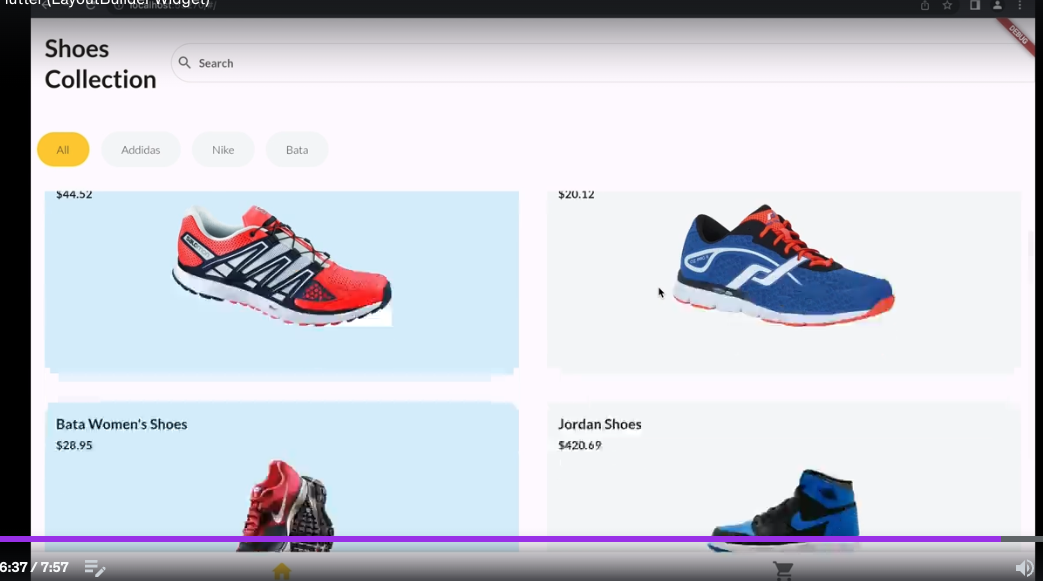 Flutter (LayoutBuilder Widget)
Shoes
Collection
Search
DEBUG
All
Addidas
Nike
Bata
$44.52
$20.12
Bata Women's Shoes
$28.95
Jordan Shoes
$420.69
6:37 / 7:57